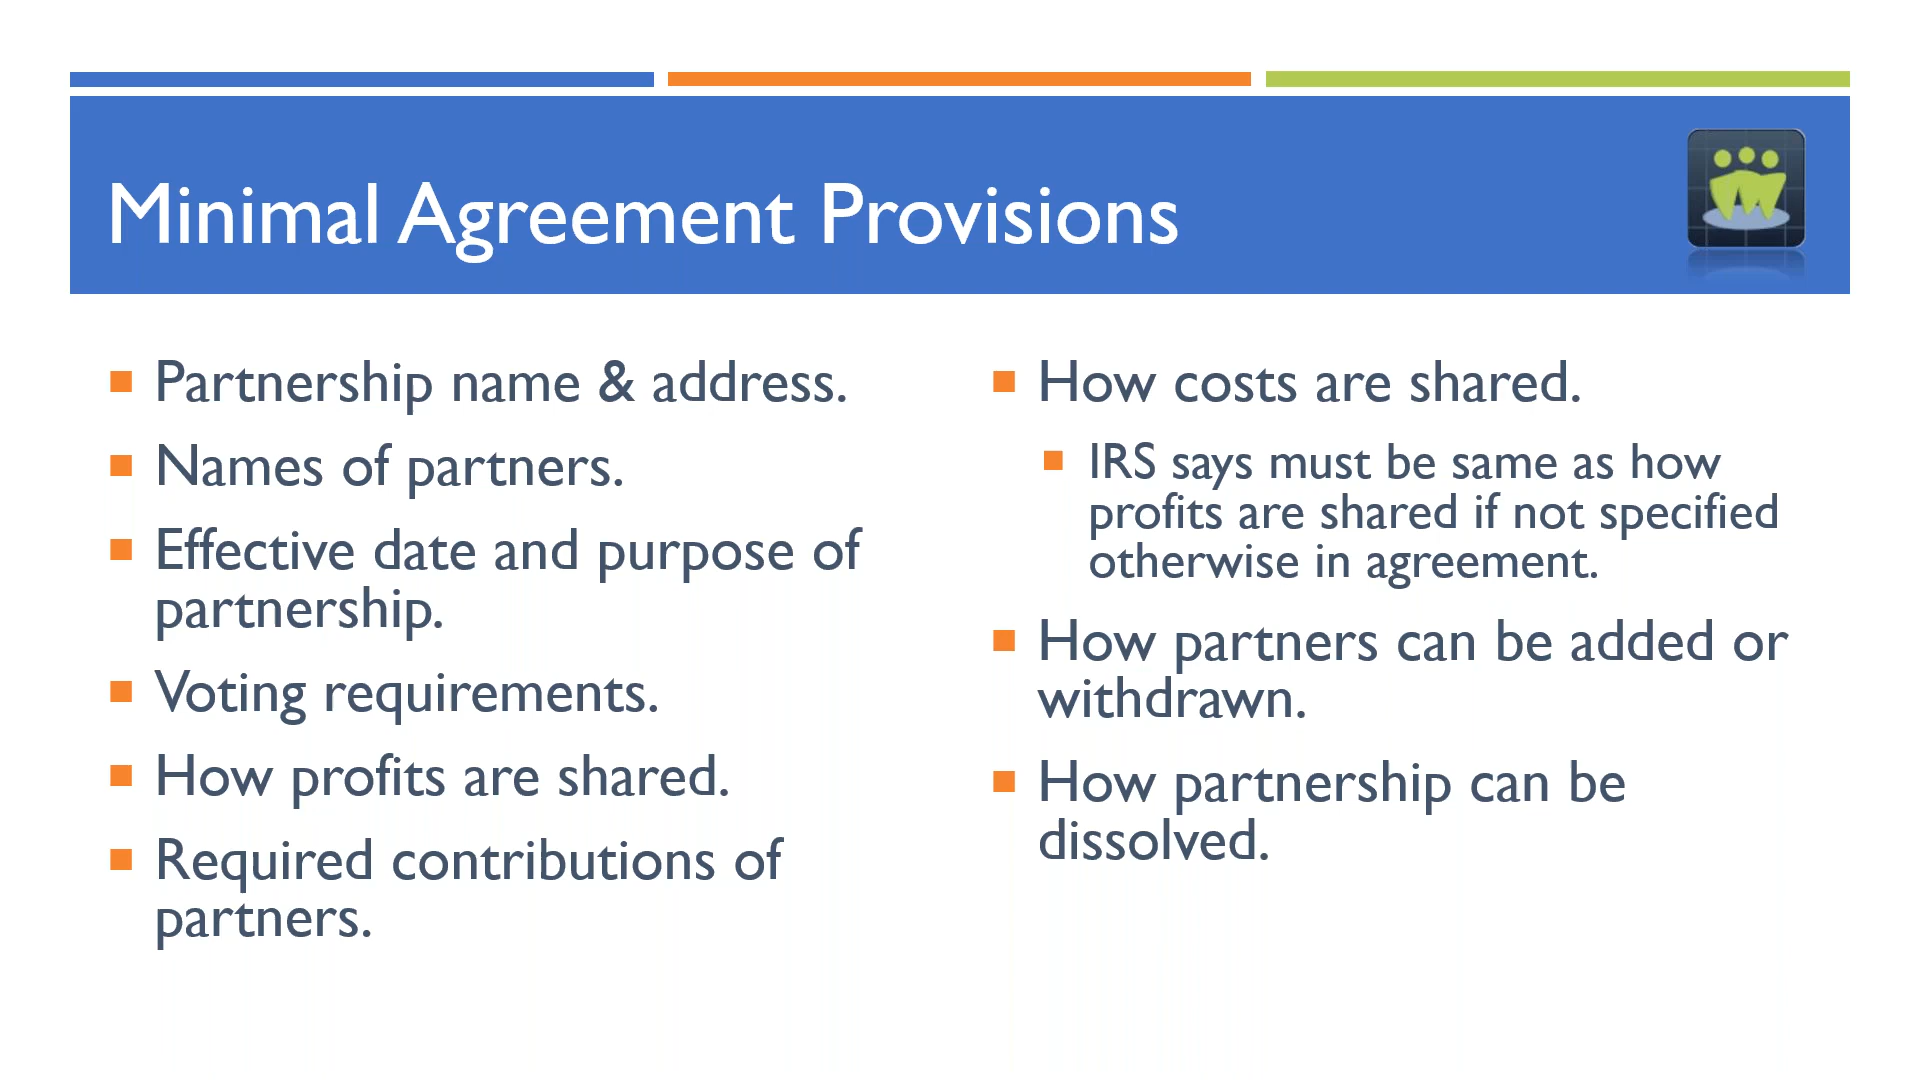 Minimal Agreement Provisions
Partnership name & address.
Names of partners.
Effective date and purpose of
partnership.
Voting requirements.
How profits are shared.
Required contributions of
partners.
How costs are shared.
IRS says must be same as how
profits are shared if not specified
otherwise in agreement.
How partners can be added or
withdrawn.
How partnership can be
dissolved.